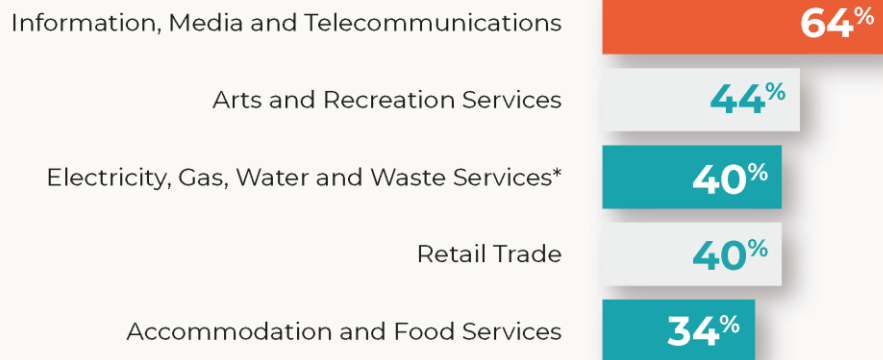 Information, Media and Telecommunications 64%
Arts and Recreation Services 44%
Electricity, Gas, Water and Waste Services* 40%
Retail Trade 40%
Accommodation and Food Services 34%